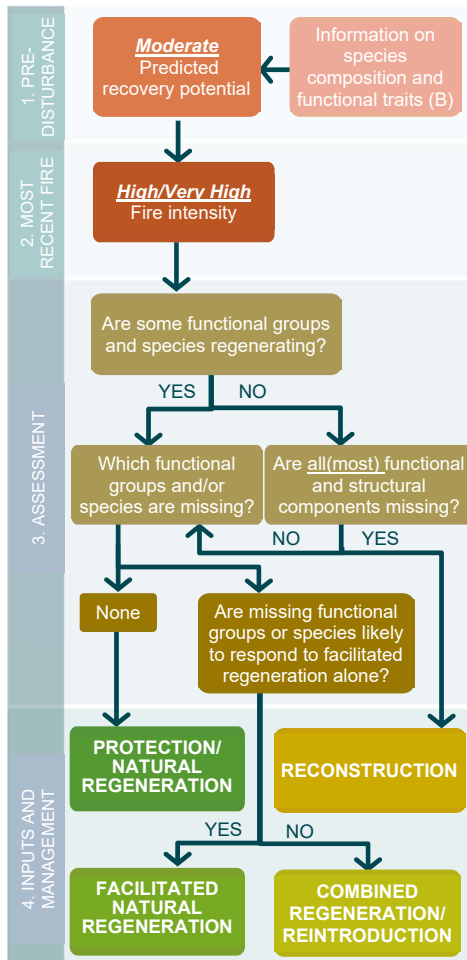 1. PRE-
DISTURBANCE
Moderate
Predicted
recovery potential
Information on
species
composition and
functional traits (B)
2. MOST
RECENT FIRE
High/Very High
Fire intensity
3. ASSESSMENT
Are some functional groups
and species regenerating?
YES
NO
Which functional
groups and/or
species are missing?
Are all(most) functional
and structural
components missing?
NO
YES
None
Are missing functional
groups or species likely
to respond to facilitated
regeneration alone?
4. INPUTS AND
MANAGEMENT
PROTECTION/
NATURAL
REGENERATION
RECONSTRUCTION
YES
NO
FACILITATED
NATURAL
REGENERATION
COMBINED
REGENERATION/
REINTRODUCTION